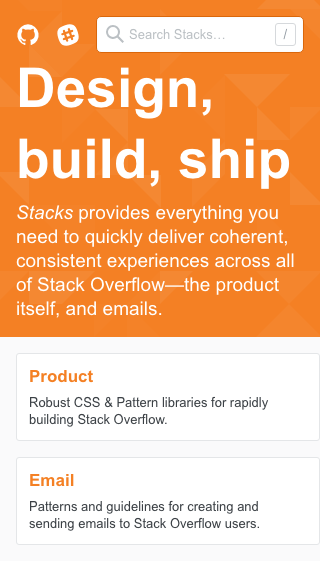 Search Stacks…
/
Design,
build, ship
Stacks provides everything you
need to quickly deliver coherent,
consistent experiences across all
of Stack Overflow—the product
itself, and emails.
Product
Robust CSS & Pattern libraries for rapidly
building Stack Overflow.
Email
Patterns and guidelines for creating and
sending emails to Stack Overflow users.